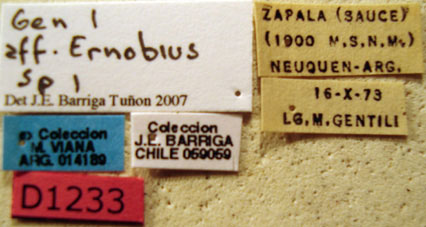 Gen 1
aff. Ernobius
sp 1
Det J.E. Barriga Tuñon 2007
ZAPALA (SAUCE)
(1900 M.S.N.M.)
NEUQUEN-ARG.
16-X-73
LG.M.GENTILI
Coleccion
M. VIANA
ARG. 014189
Coleccion
J.E. BARRIGA
CHILE 059059
D1233